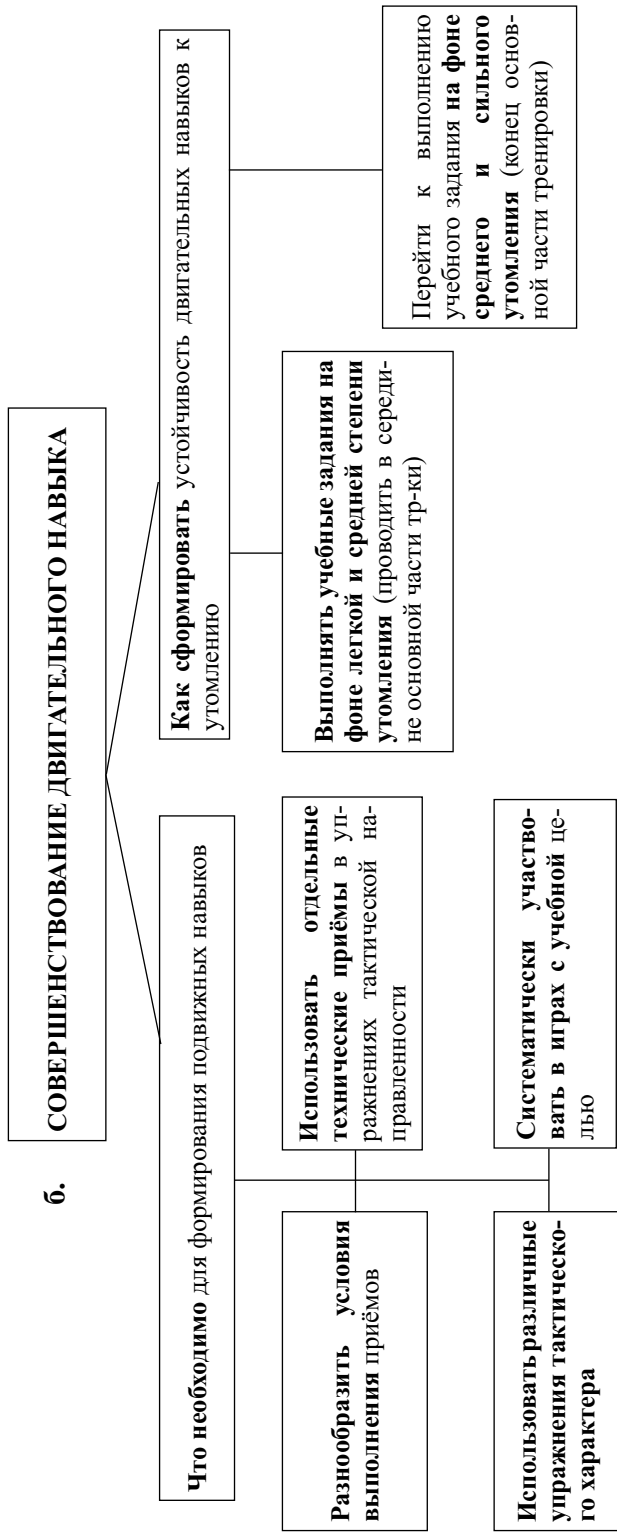 б. СОВЕРШЕНСТВОВАНИЕ ДВИГАТЕЛЬНОГО НАВЫКА
Что необходимо для формирования подвижных навыков
Разнообразить условия
выполнения приёмов
Использовать отдельные
технические приёмы в уп-
ражнениях тактической на-
правленности
Использовать различные
упражнения тактическо-
го характера
Систематически участво-
вать в играх с учебной це-
лью
Как сформировать устойчивость двигательных навыков к
утомлению
Выполнять учебные задания на
фоне легкой и средней степени
утомления (проводить в середи-
не основной части тр-ки)
Перейти к выполнению
учебного задания на фоне
среднего и сильного
утомления (конец основ-
ной части тренировки)